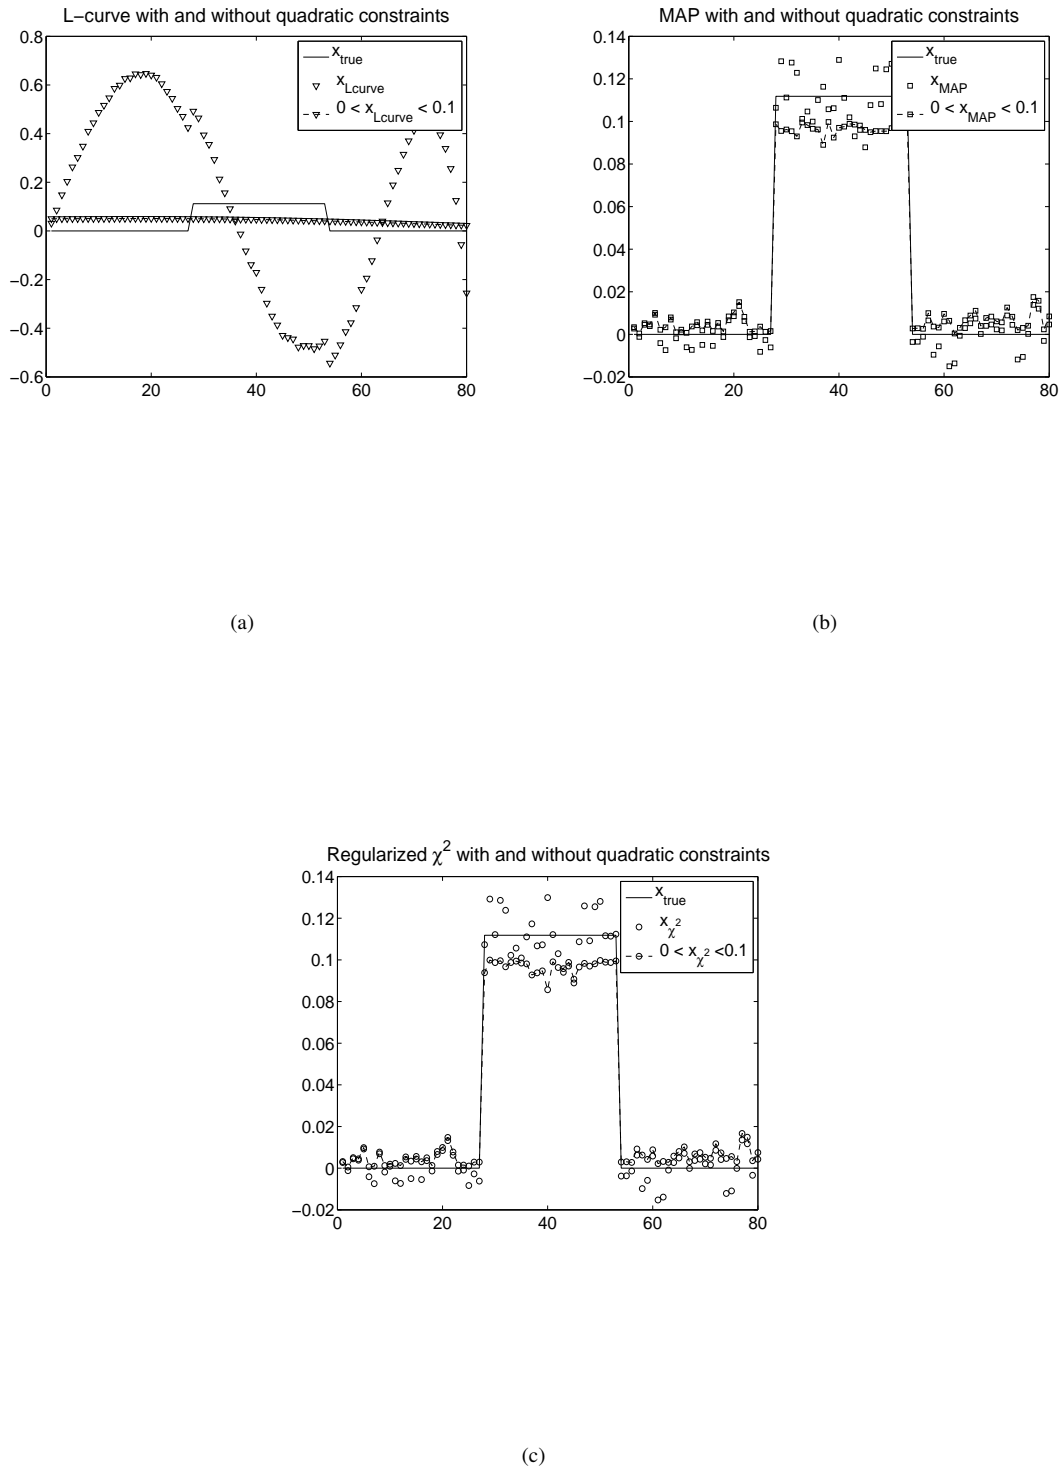 L−curve with and without quadratic constraints
0.8
0.6
0.4
0.2
0
−0.2
−0.4
−0.6
0 20 40 60 80
x_true
x_Lcurve
0 < x_Lcurve < 0.1
(a)
MAP with and without quadratic constraints
0.14
0.12
0.1
0.08
0.06
0.04
0.02
0
−0.02
0 20 40 60 80
x_true
x_MAP
0 < x_MAP < 0.1
(b)
Regularized χ² with and without quadratic constraints
0.14
0.12
0.1
0.08
0.06
0.04
0.02
0
−0.02
0 20 40 60 80
x_true
x_χ²
0 < x_χ² <0.1
(c)